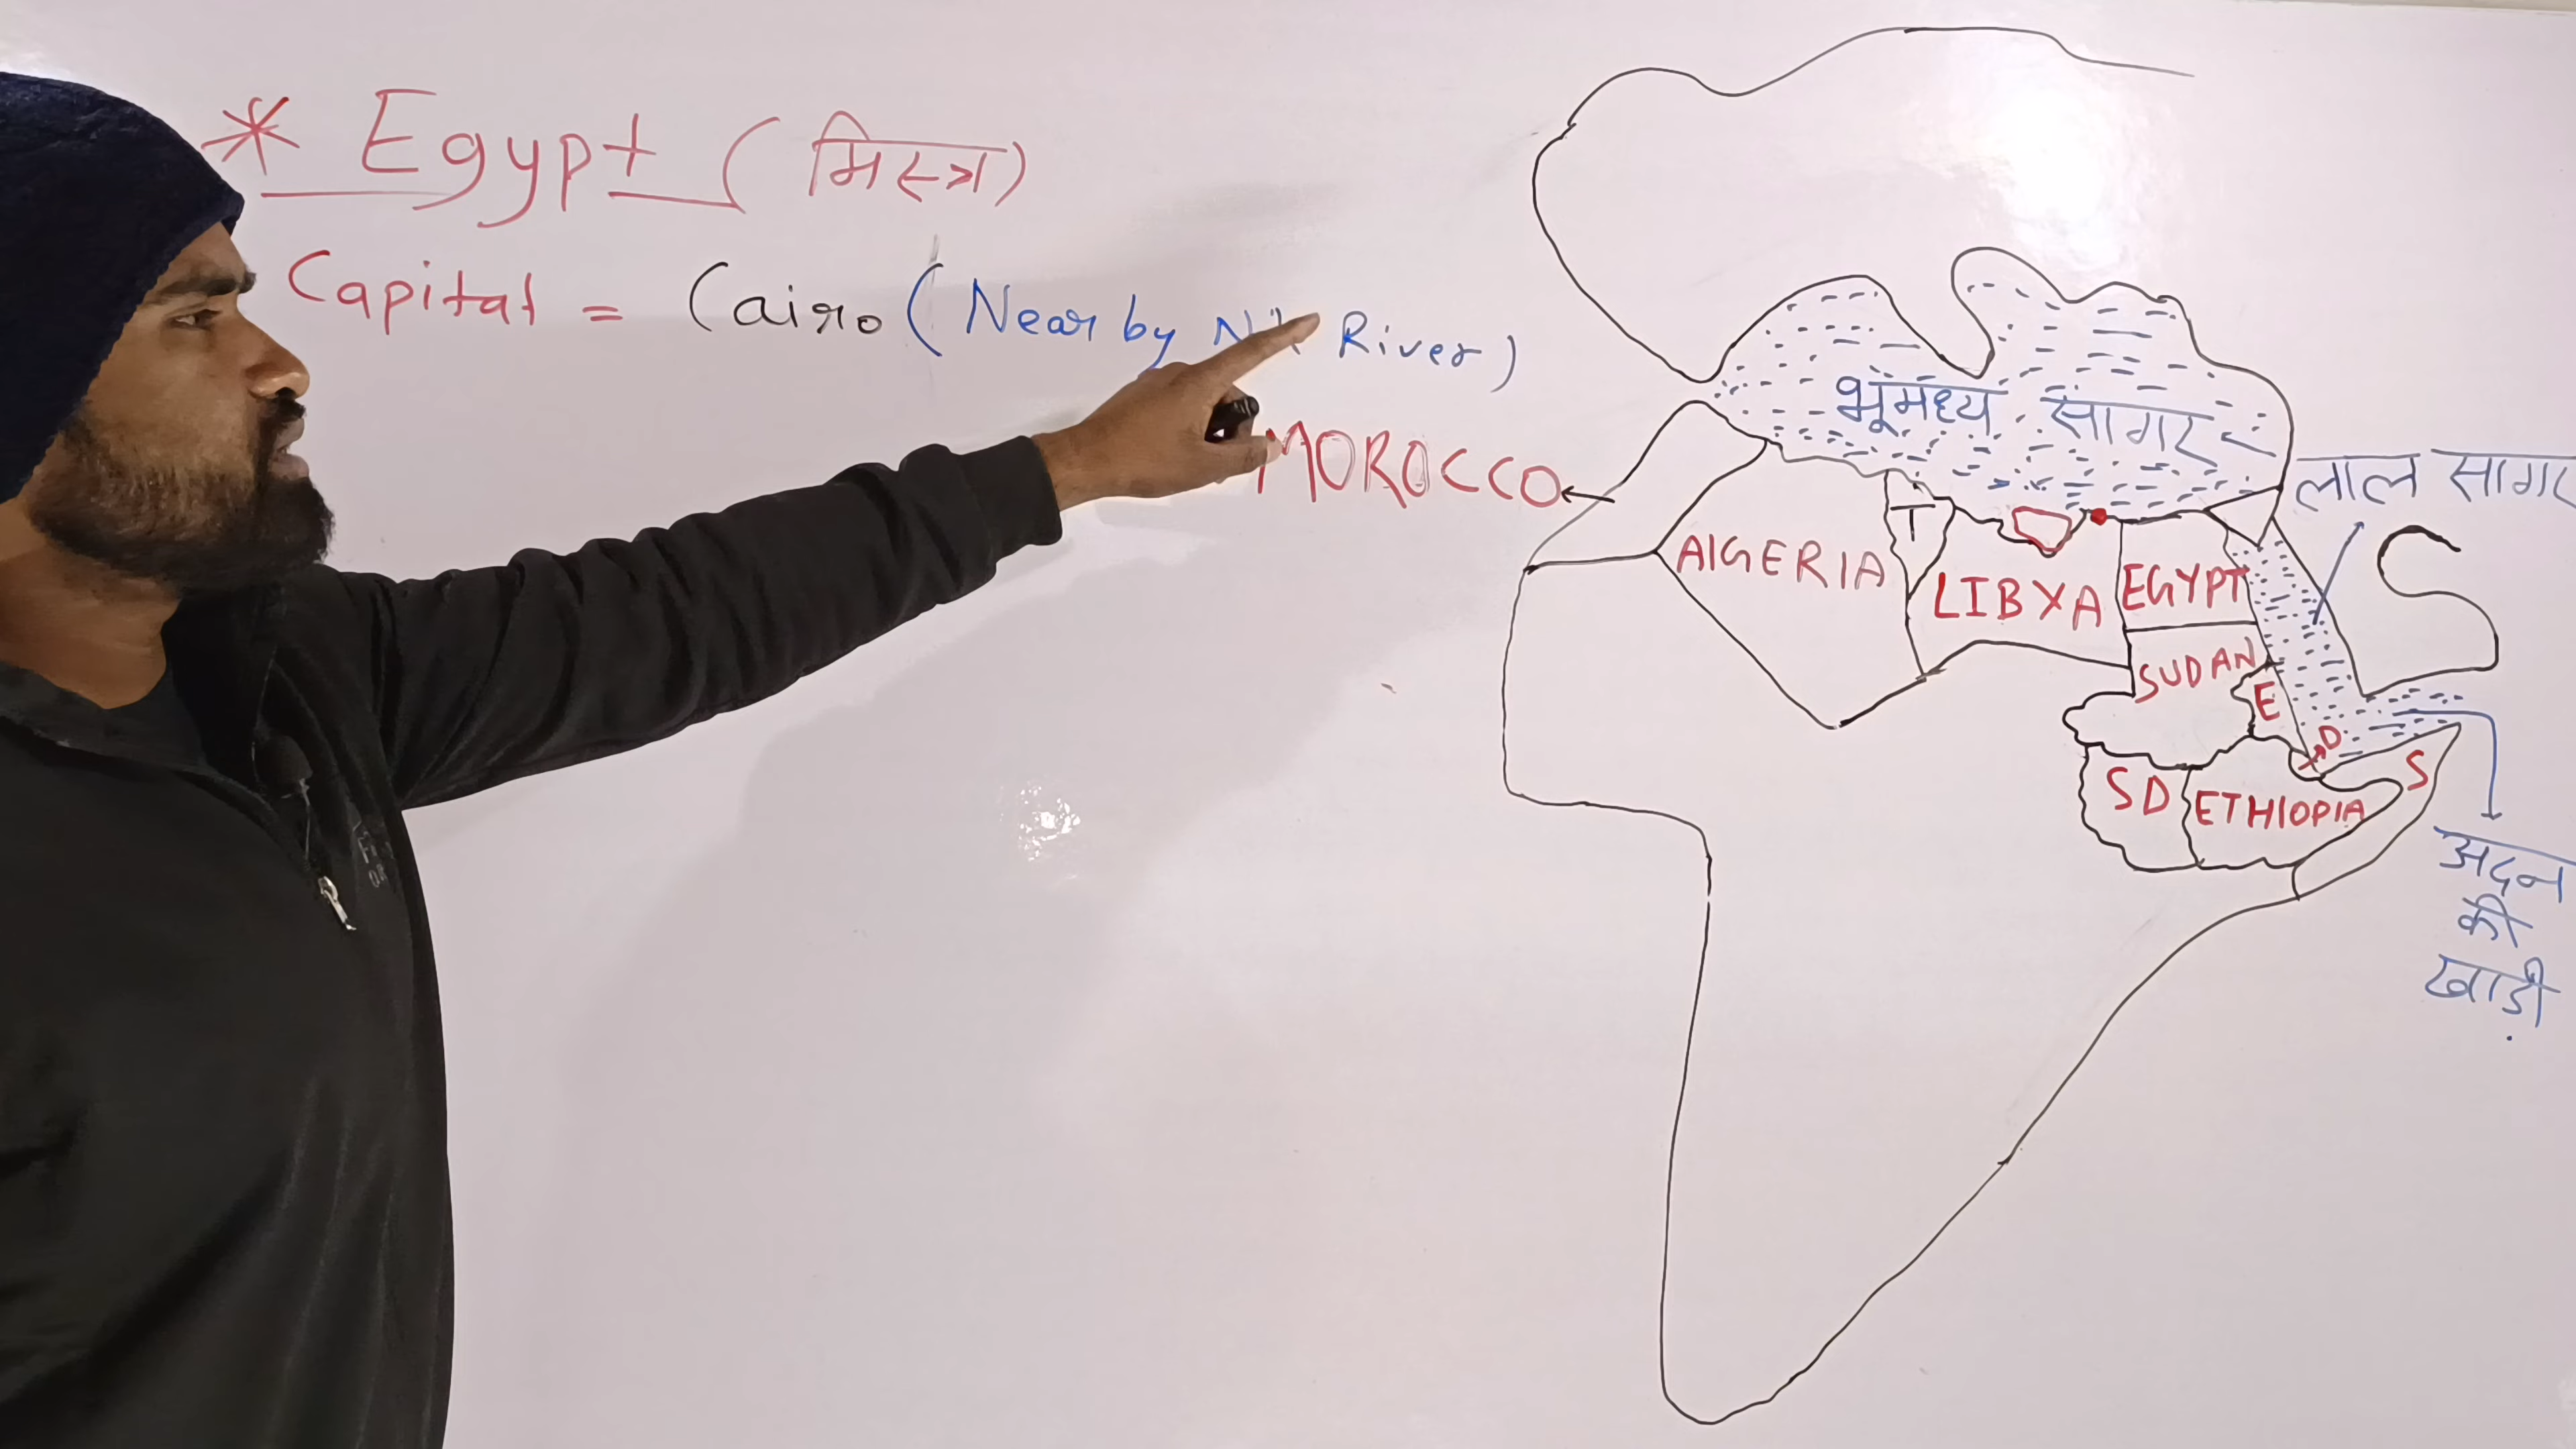 * Egypt (मिस्त्र)
Capital = Cairo (Near by River)
MOROCCO
भूमध्य सागर
लाल सागर
AlGERIA
T
LIBYA
EGYPT
SUDAN
E
D
S
SD
ETHIOPIA
अदन
की
खाड़ी